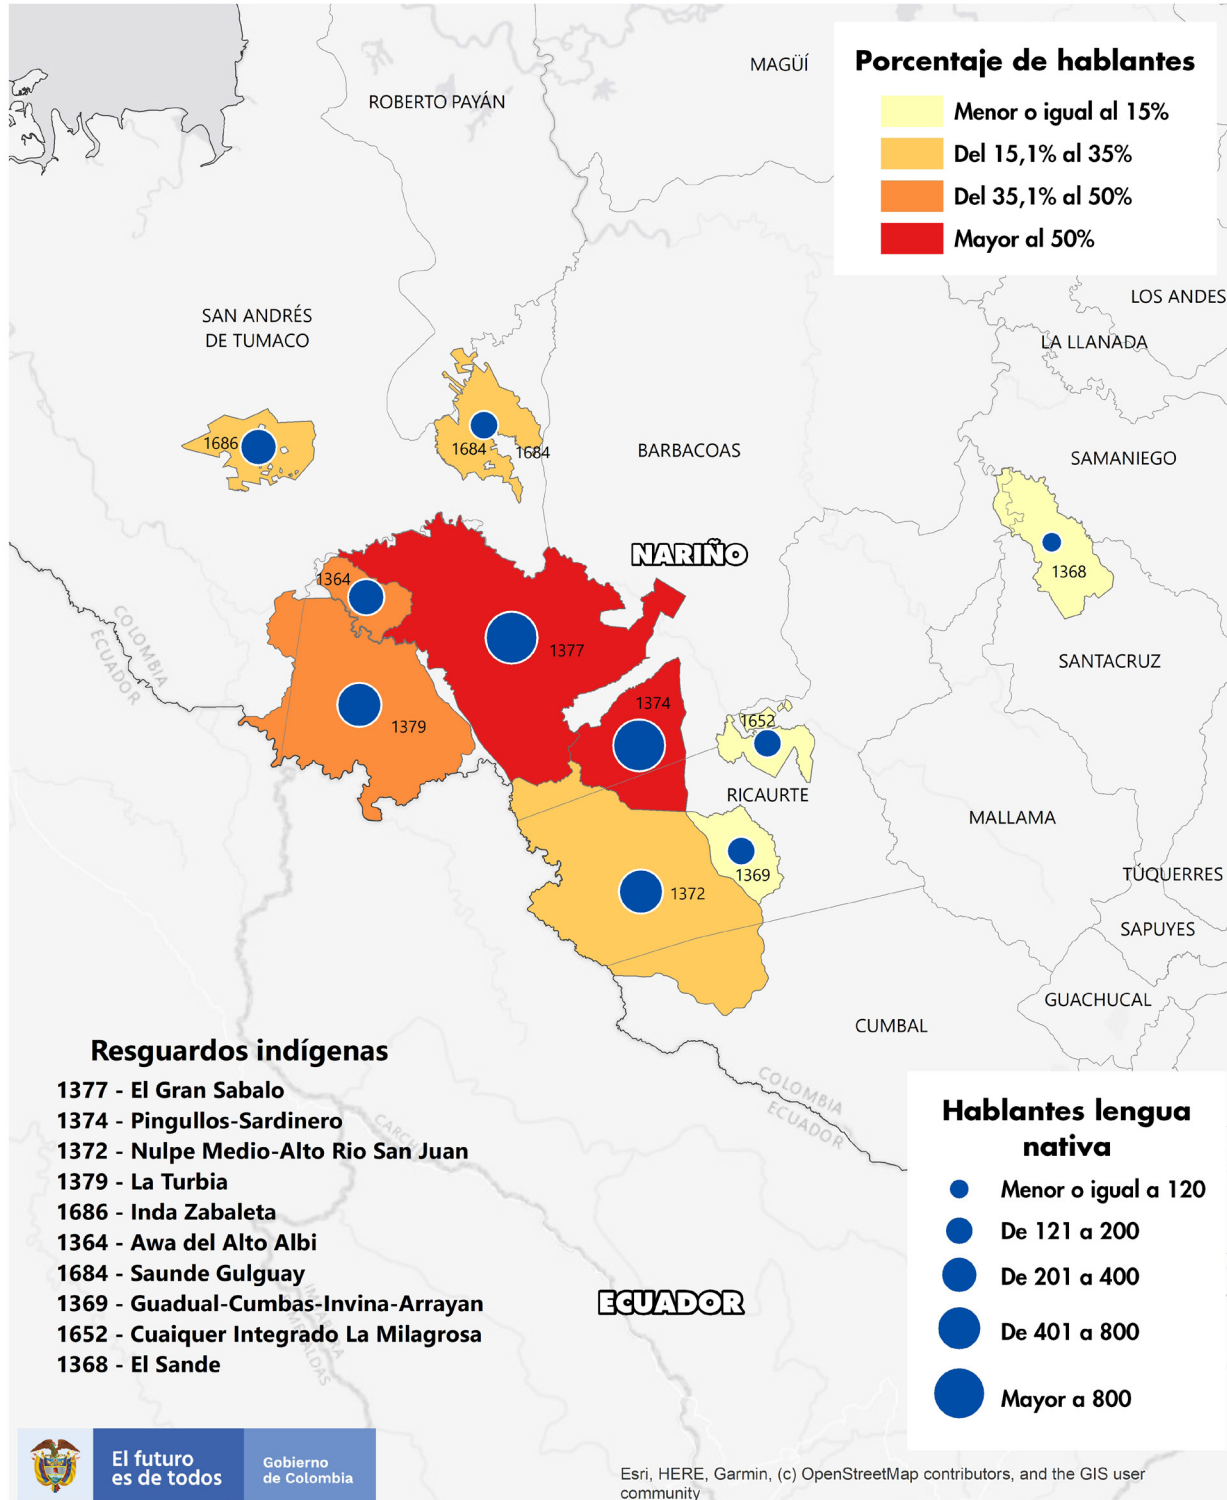 Porcentaje de hablantes
Menor o igual al 15%
Del 15,1% al 35%
Del 35,1% al 50%
Mayor al 50%
MAGÜÍ
ROBERTO PAYÁN
LOS ANDES
SAN ANDRÉS
DE TUMACO
LA LLANADA
1686
1684
1684
BARBACOAS
SAMANIEGO
NARIÑO
1368
1364
COLOMBIA
ECUADOR
1377
SANTACRUZ
1374
1379
1652
RICAURTE
MALLAMA
1369
TÚQUERRES
1372
SAPUYES
GUACHUCAL
CUMBAL
COLOMBIA
ECUADOR
CARCHI
Resguardos indígenas
1377 - El Gran Sabalo
1374 - Pingullos-Sardinero
1372 - Nulpe Medio-Alto Rio San Juan
1379 - La Turbia
1686 - Inda Zabaleta
1364 - Awa del Alto Albi
1684 - Saunde Gulguay
1369 - Guadual-Cumbas-Invina-Arrayan
1652 - Cuaiquer Integrado La Milagrosa
1368 - El Sande
Hablantes lengua
nativa
Menor o igual a 120
De 121 a 200
De 201 a 400
De 401 a 800
Mayor a 800
ECUADOR
El futuro
es de todos
Gobierno
de Colombia
Esri, HERE, Garmin, (c) OpenStreetMap contributors, and the GIS user
community